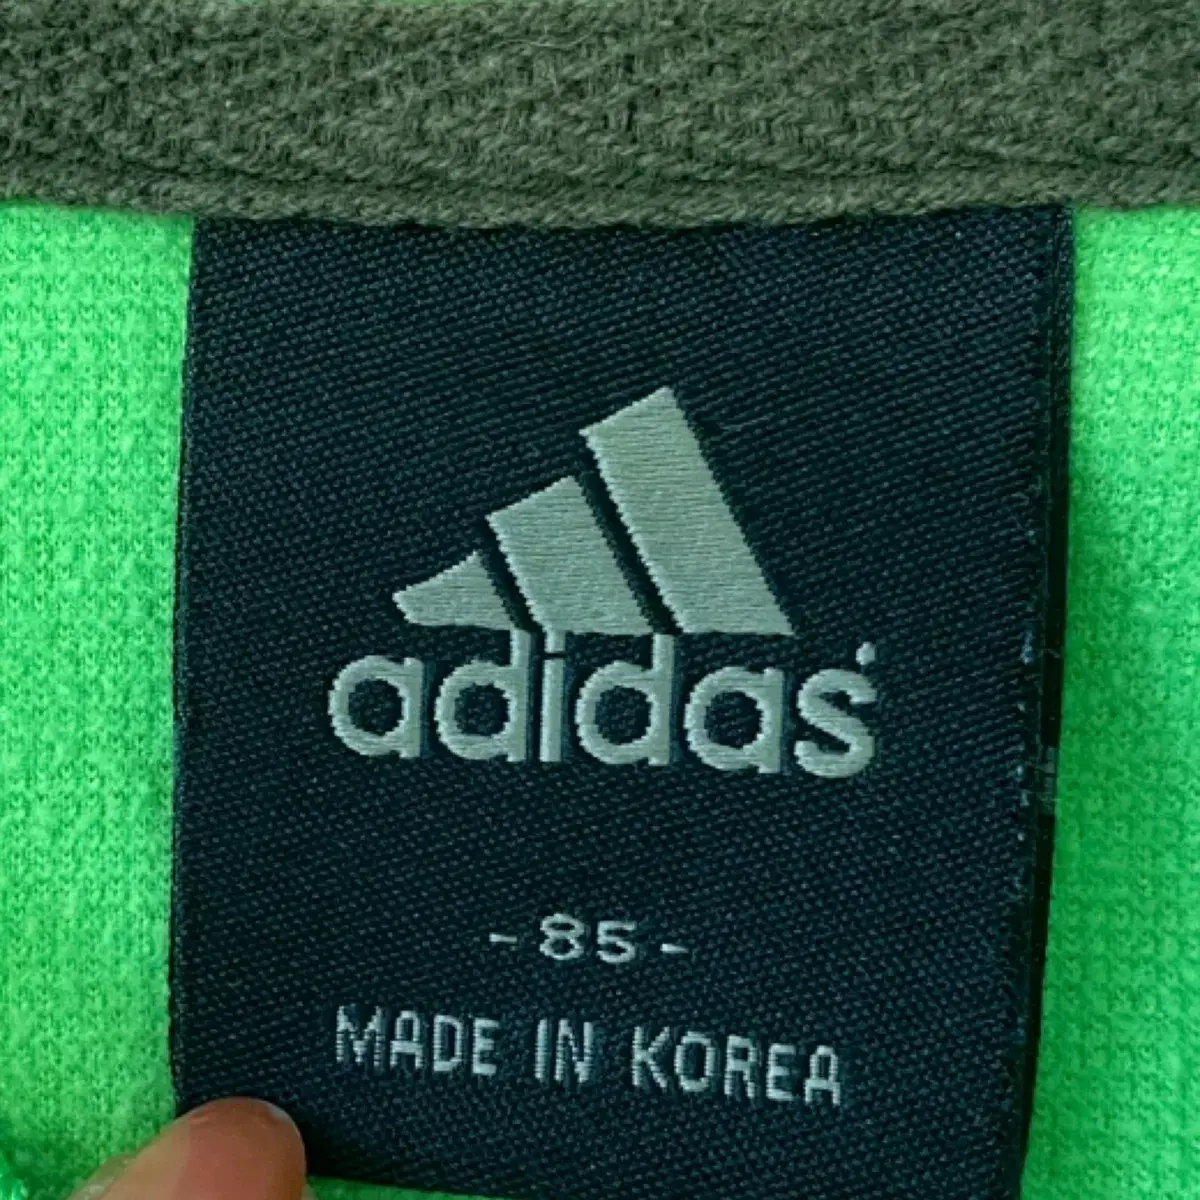 adidas
- 85 -
MADE IN KOREA